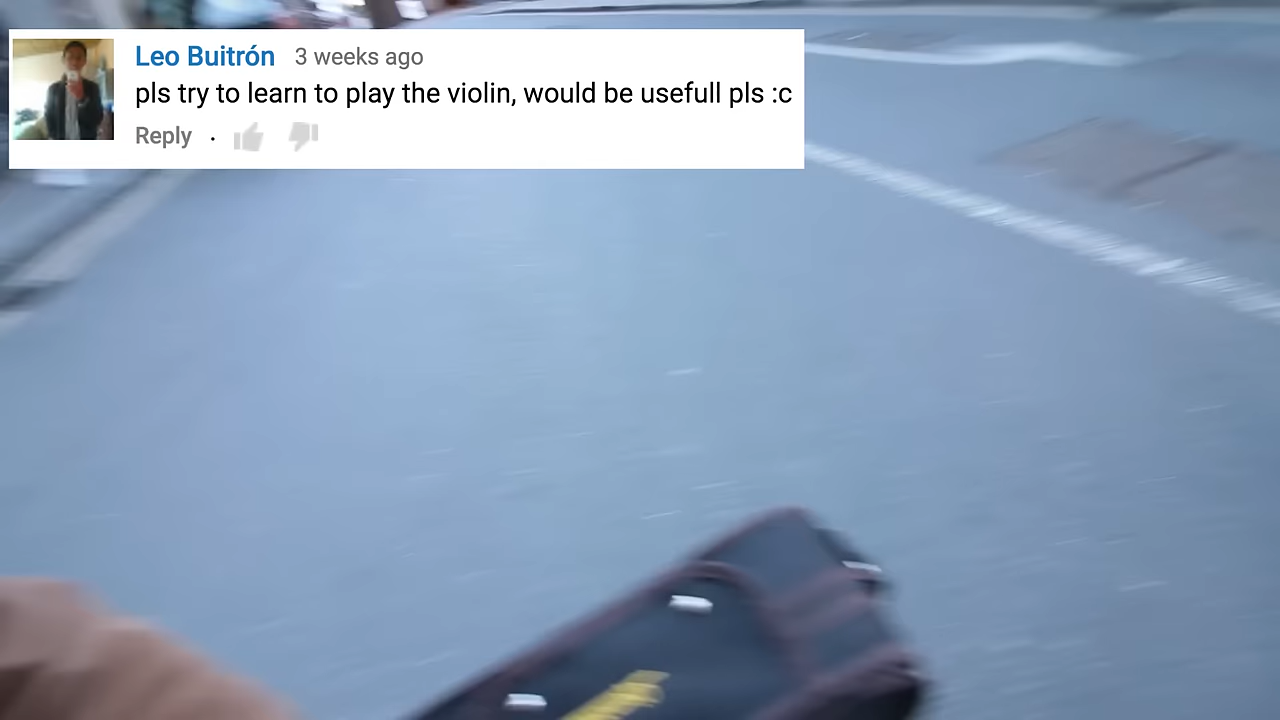 Leo Buitrón 3 weeks ago
pls try to learn to play the violin, would be usefull pls :c
Reply ·